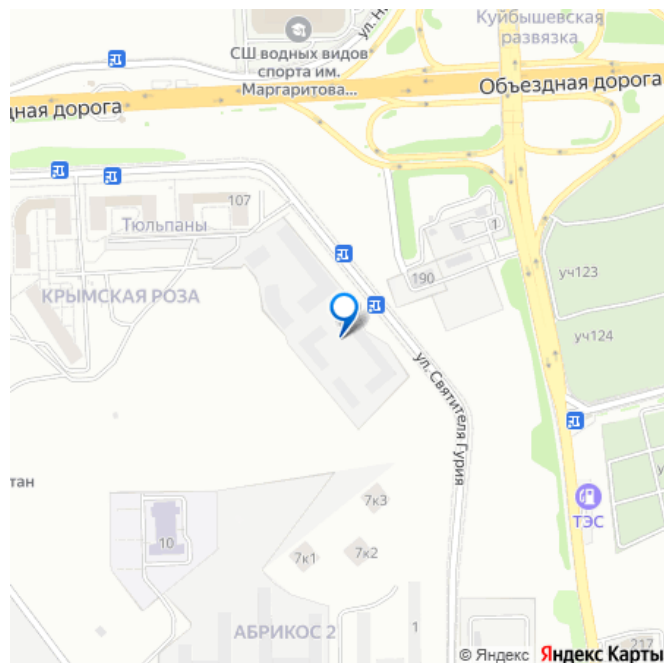 Куйбышевская
развязка
ул. Н
СШ водных видов
спорта им.
Маргаритова...
Объездная дорога
дная дорога
107
Тюльпаны
1
190
уч123
КРЫМСКАЯ РОЗА
уч124
ул. Святителя Гурия
тан
7к3
ТЭС
10
7к1
7к2
АБРИКОС 2
1
217
© Яндекс Яндекс Карты